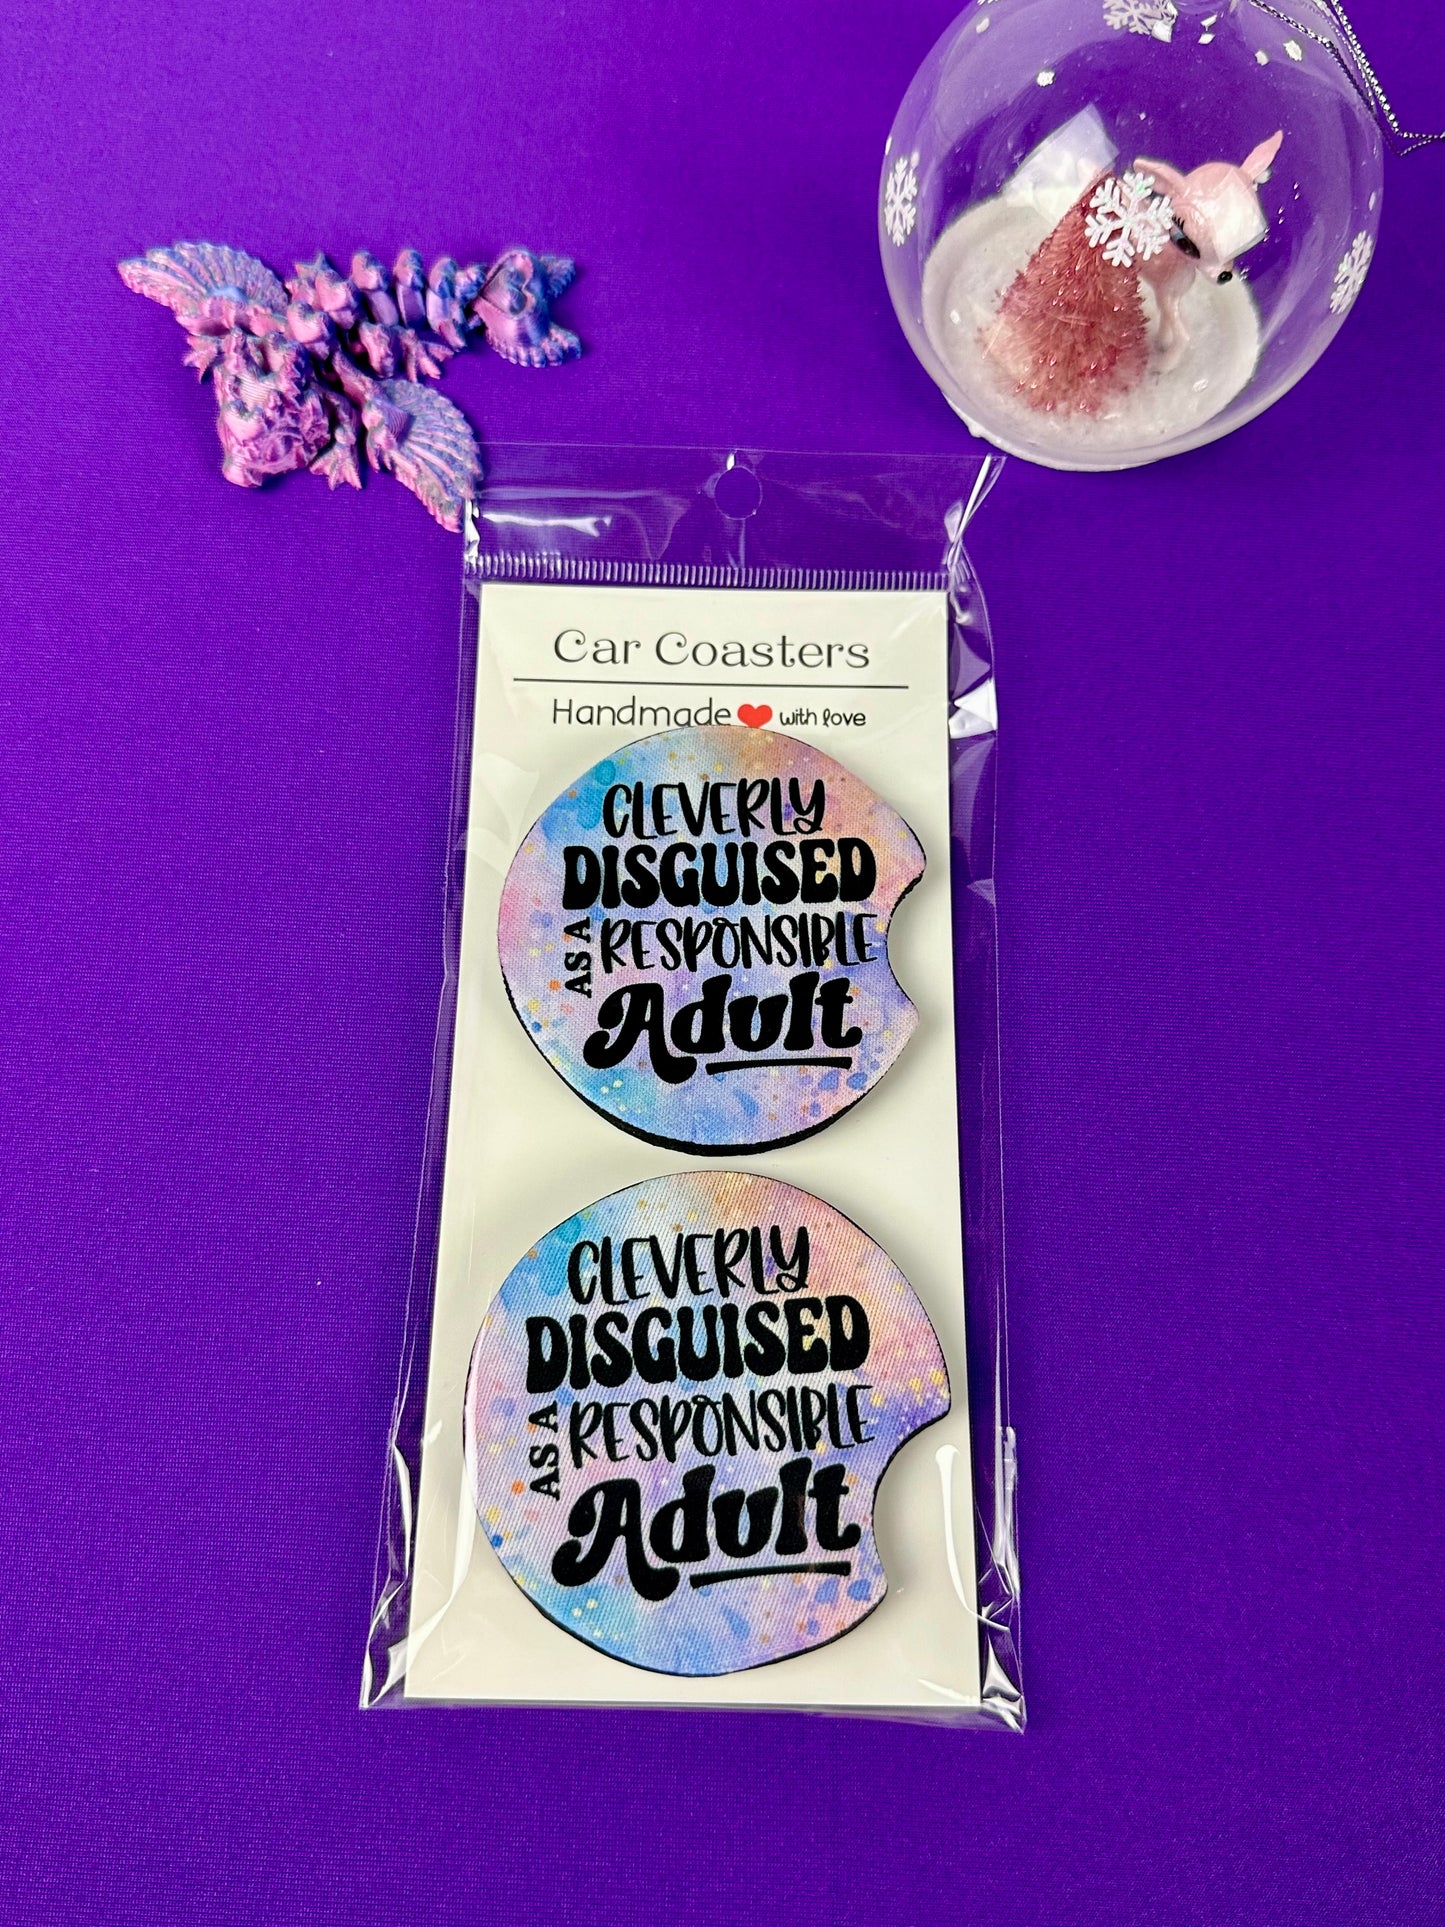 Car Coasters
Handmade with love
CLEVERLY
DISGUISED
AS A RESPONSIBLE
Adult
CLEVERLY
DISGUISED
AS A RESPONSIBLE
Adult